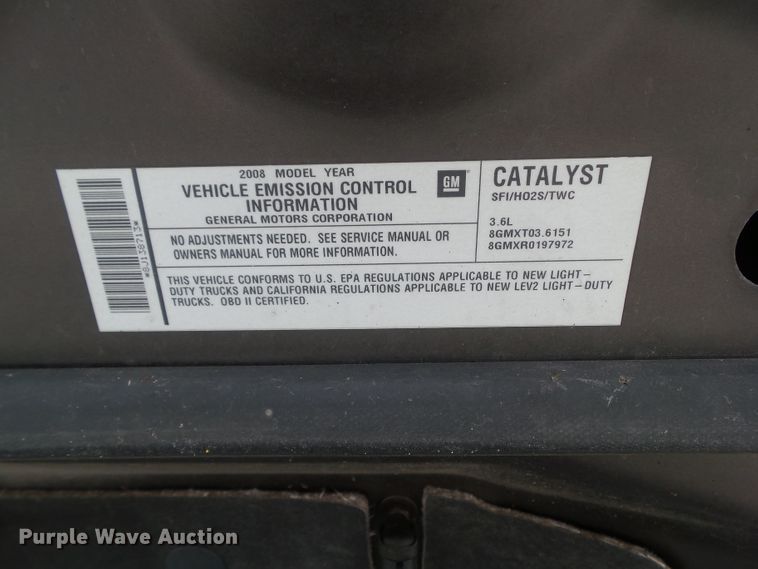 2008 MODEL YEAR
VEHICLE EMISSION CONTROL
INFORMATION
GENERAL MOTORS CORPORATION
GM
CATALYST
SFI/HO2S/TWC
3.6L
8GMXT03.6151
8GMXR0197972
NO ADJUSTMENTS NEEDED. SEE SERVICE MANUAL OR
OWNERS MANUAL FOR MORE INFORMATION.
THIS VEHICLE CONFORMS TO U.S. EPA REGULATIONS APPLICABLE TO NEW LIGHT-
DUTY TRUCKS AND CALIFORNIA REGULATIONS APPLICABLE TO NEW LEV2 LIGHT-DUTY
TRUCKS. OBD II CERTIFIED.
*8J138713*
Purple Wave Auction